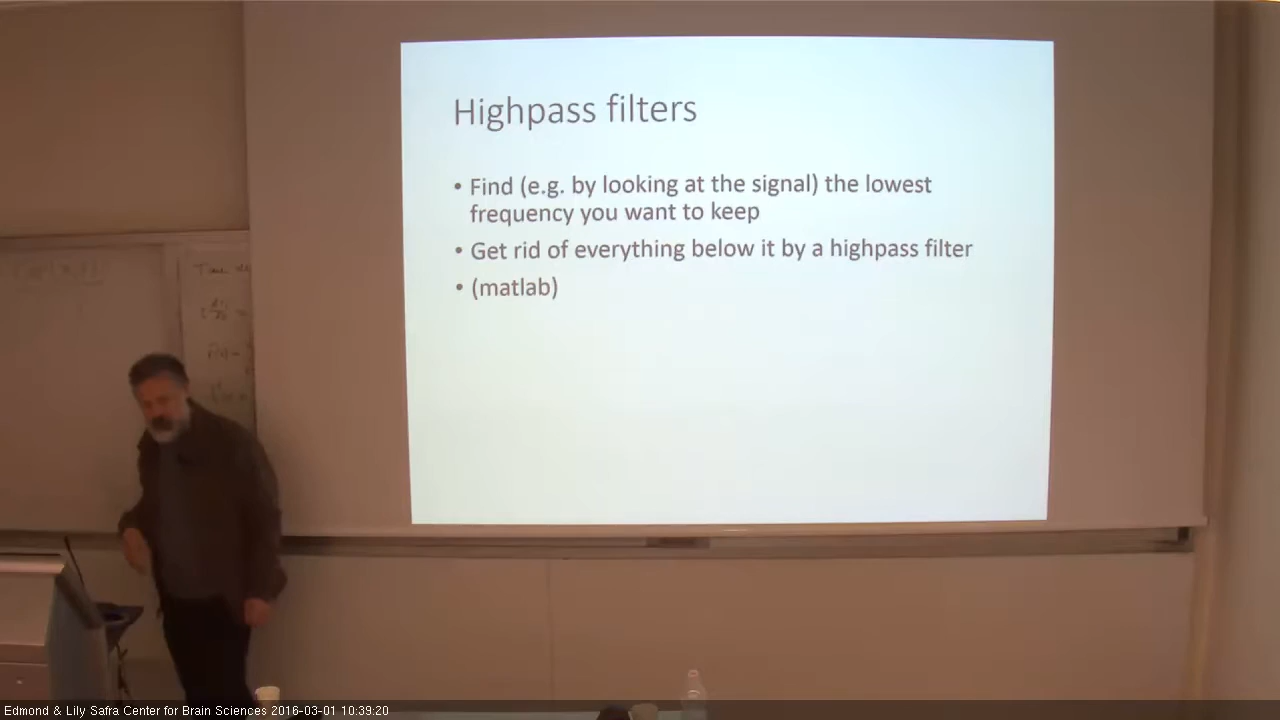 Highpass filters
• Find (e.g. by looking at the signal) the lowest
frequency you want to keep
• Get rid of everything below it by a highpass filter
• (matlab)
Time
Edmond & Lily Safra Center for Brain Sciences 2016-03-01 10:39:20